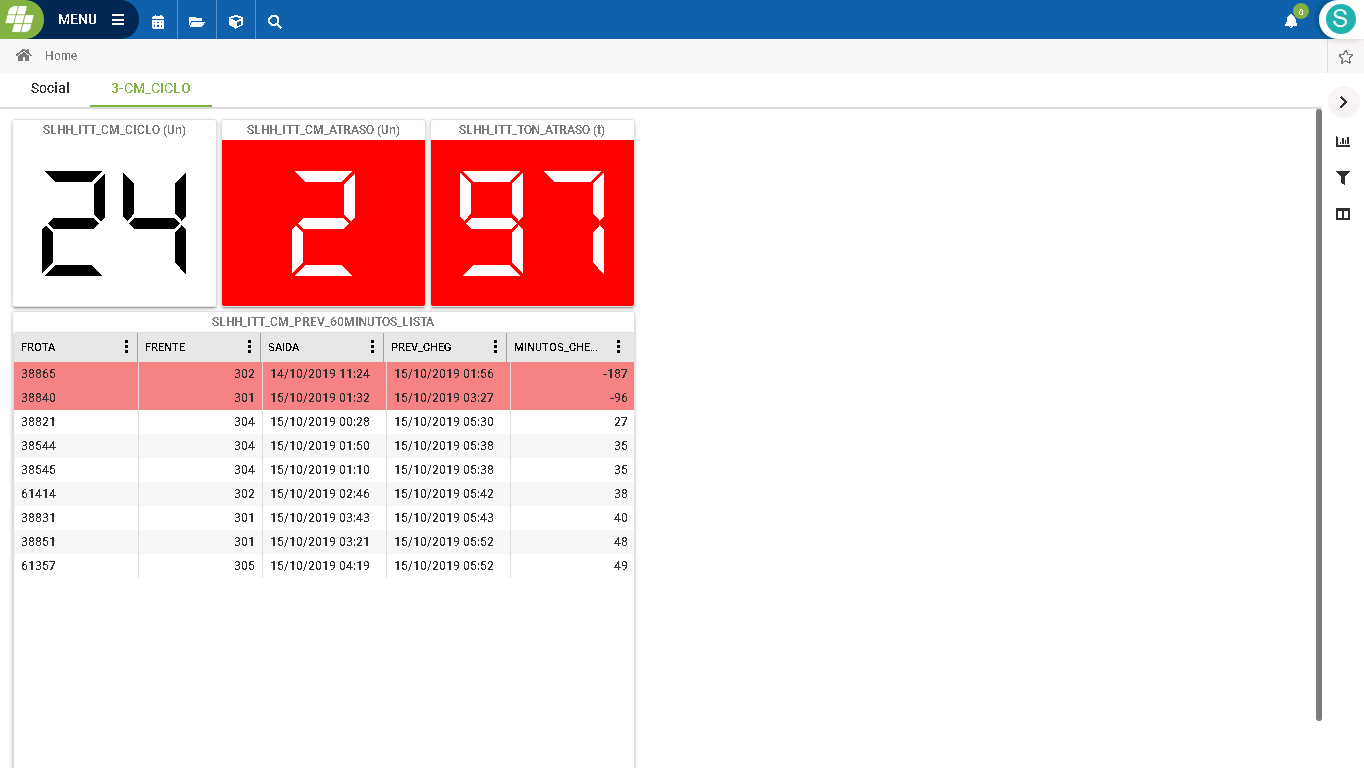 MENU
0
S
Home
Social 3-CM_CICLO
SLHH_ITT_CM_CICLO (Un) SLHH_ITT_CM_ATRASO (Un) SLHH_ITT_TON_ATRASO (t)
24 2 97
SLHH_ITT_CM_PREV_60MINUTOS_LISTA
FROTA FRENTE SAIDA PREV_CHEG MINUTOS_CHE...
38865 302 14/10/2019 11:24 15/10/2019 01:56 -187
38840 301 15/10/2019 01:32 15/10/2019 03:27 -96
38821 304 15/10/2019 00:28 15/10/2019 05:30 27
38544 304 15/10/2019 01:50 15/10/2019 05:38 35
38545 304 15/10/2019 01:10 15/10/2019 05:38 35
61414 302 15/10/2019 02:46 15/10/2019 05:42 38
38831 301 15/10/2019 03:43 15/10/2019 05:43 40
38851 301 15/10/2019 03:21 15/10/2019 05:52 48
61357 305 15/10/2019 04:19 15/10/2019 05:52 49